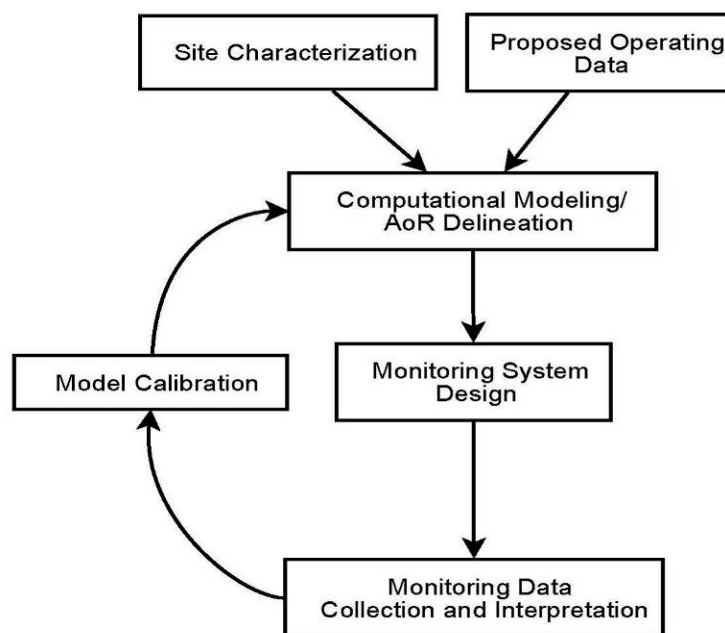 Site Characterization
Proposed Operating
Data
Computational Modeling/
AoR Delineation
Model Calibration
Monitoring System
Design
Monitoring Data
Collection and Interpretation